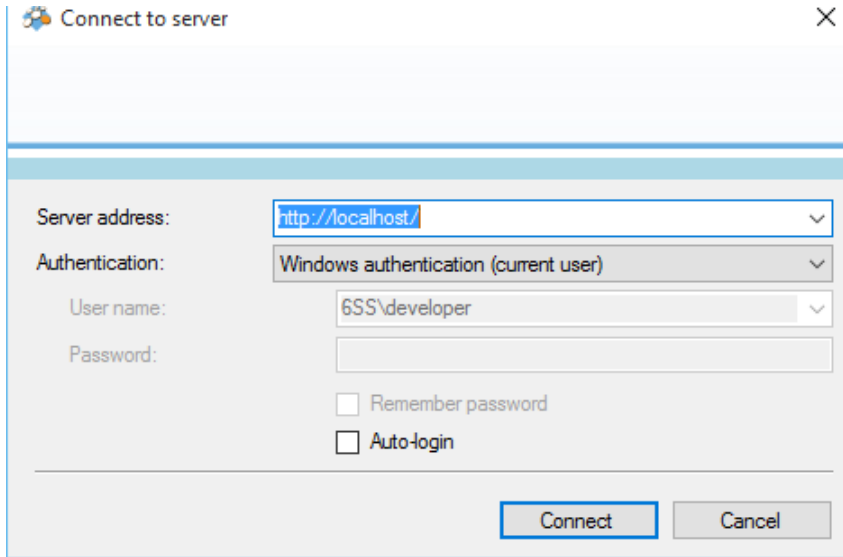 Connect to server
Server address:
http://localhost/
Authentication:
Windows authentication (current user)
User name:
6SS\developer
Password:
Remember password
Auto-login
Connect
Cancel